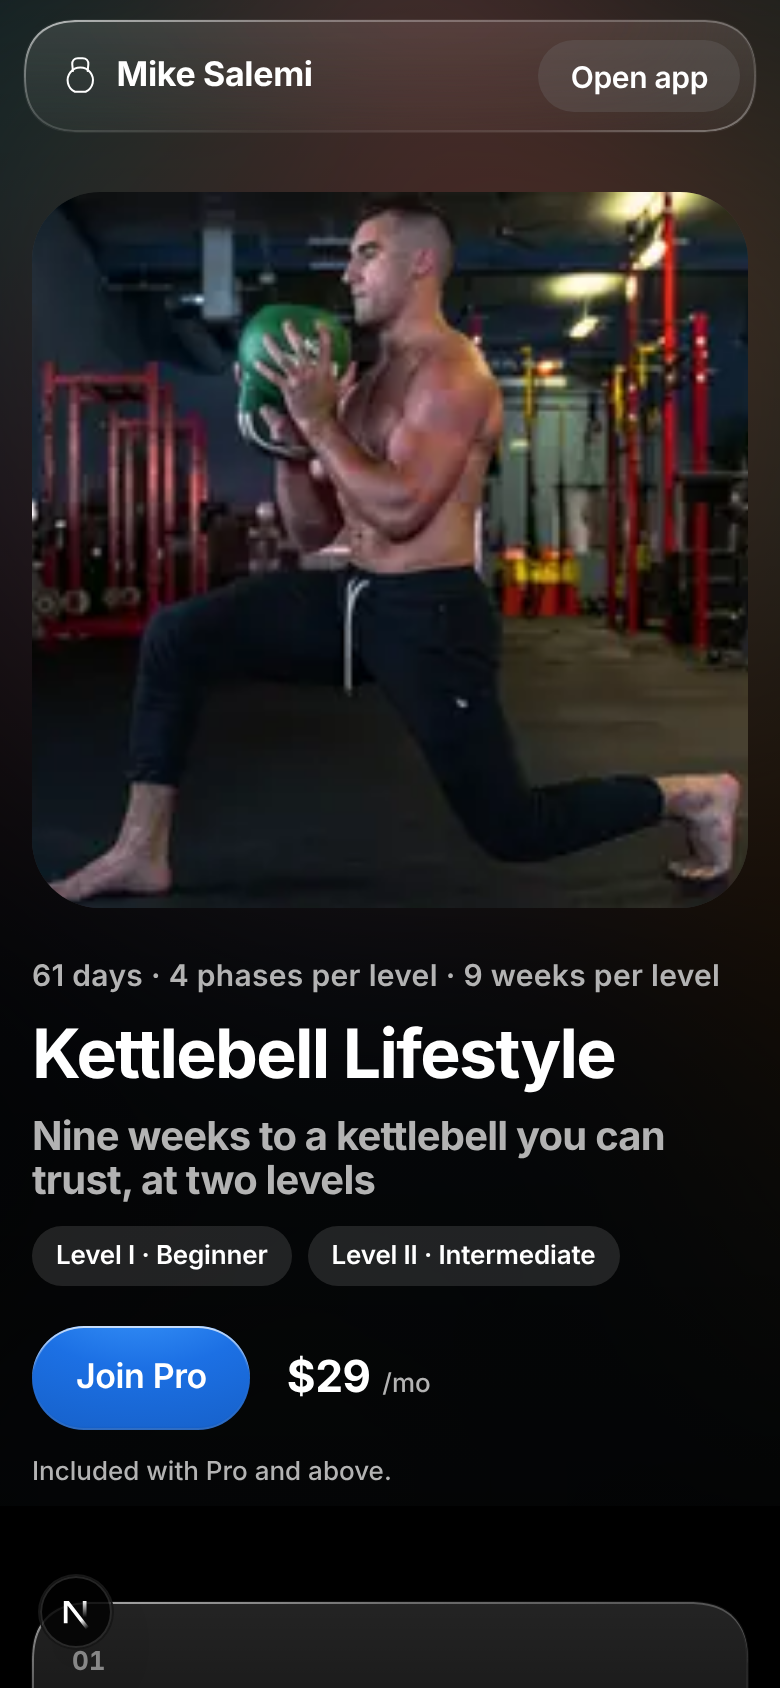 Mike Salemi
Open app
61 days · 4 phases per level · 9 weeks per level
Kettlebell Lifestyle
Nine weeks to a kettlebell you can
trust, at two levels
Level I · Beginner
Level II · Intermediate
Join Pro
$29 /mo
Included with Pro and above.
N
01